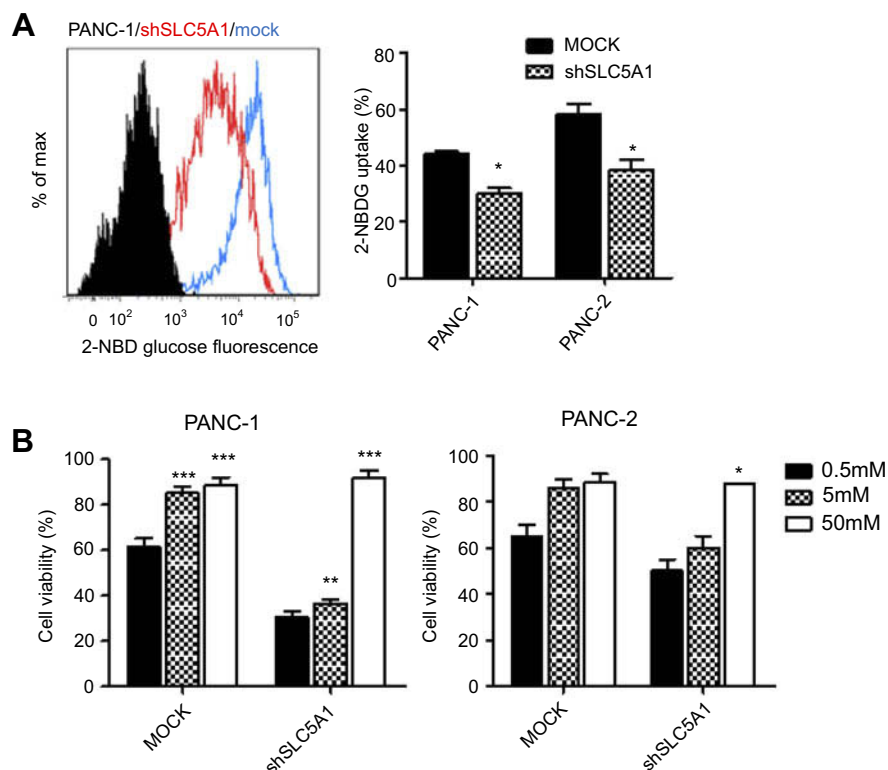 A
PANC-1/shSLC5A1/mock
% of max
0 10² 10³ 10⁴ 10⁵
2-NBD glucose fluorescence
MOCK
shSLC5A1
2-NBDG uptake (%)
80
60
40
20
0
*
*
PANC-1
PANC-2
B
PANC-1
Cell viability (%)
100
80
60
40
20
0
***
***
**
***
MOCK
shSLC5A1
PANC-2
Cell viability (%)
100
80
60
40
20
0
*
MOCK
shSLC5A1
0.5mM
5mM
50mM